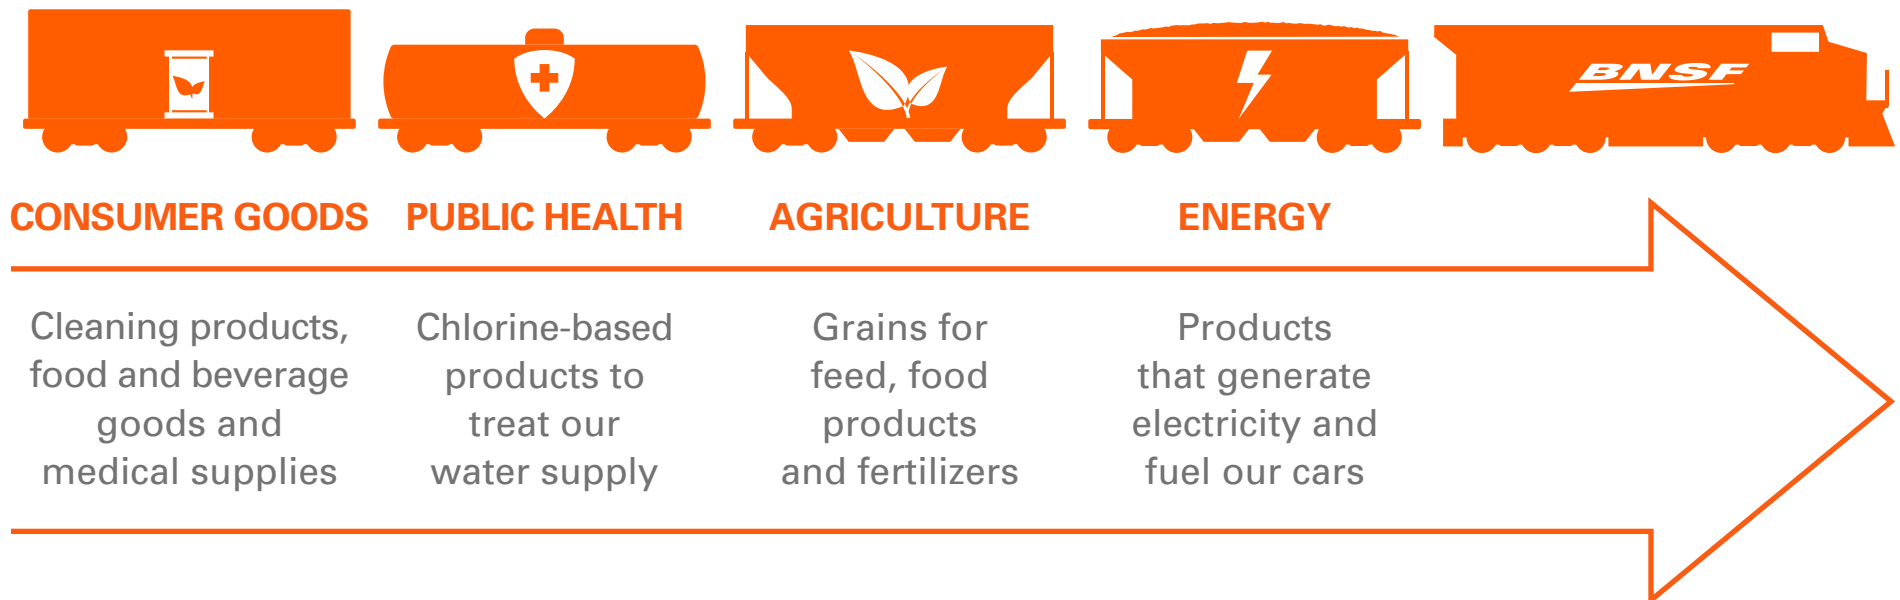 BNSF
CONSUMER GOODS
Cleaning products,
food and beverage
goods and
medical supplies
PUBLIC HEALTH
Chlorine-based
products to
treat our
water supply
AGRICULTURE
Grains for
feed, food
products
and fertilizers
ENERGY
Products
that generate
electricity and
fuel our cars